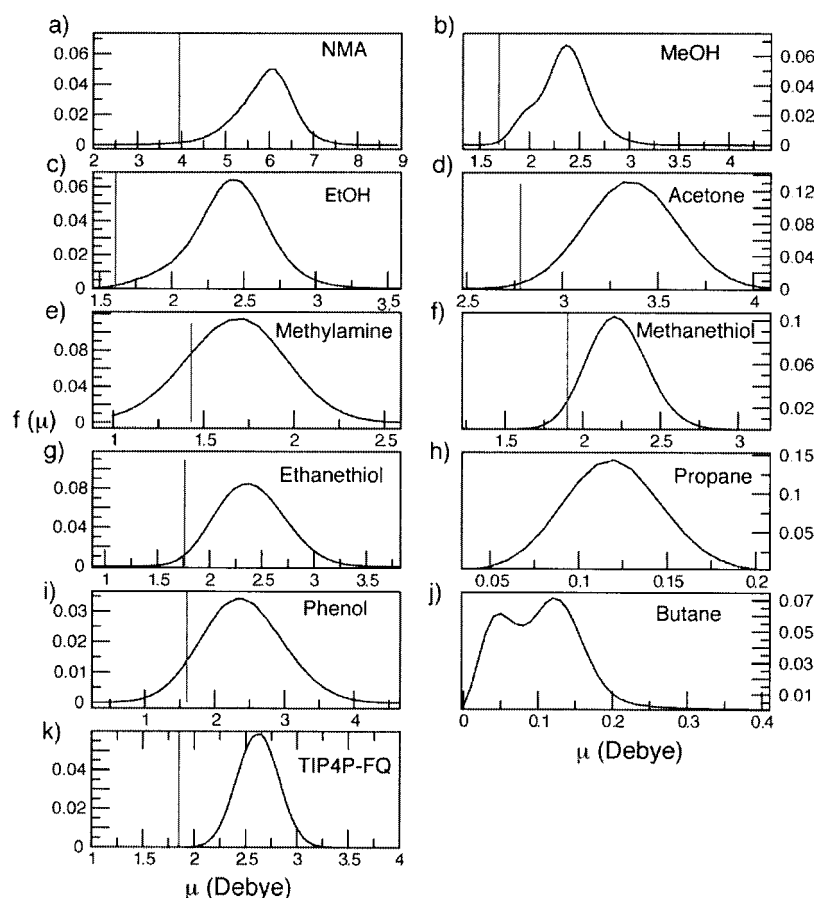 a) NMA
0.06
0.04
0.02
0
2 3 4 5 6 7 8 9
b) MeOH
0.06
0.04
0.02
0
1.5 2 2.5 3 3.5 4
c) EtOH
0.06
0.04
0.02
0
1.5 2 2.5 3 3.5
d) Acetone
0.12
0.08
0.04
0
2.5 3 3.5 4
e) Methylamine
0.08
0.04
0
1 1.5 2 2.5
f) Methanethiol
0.1
0.08
0.06
0.04
0.02
1.5 2 2.5 3
f (μ)
g) Ethanethiol
0.08
0.04
0
1 1.5 2 2.5 3 3.5
h) Propane
0.15
0.1
0.05
0.05 0.1 0.15 0.2
i) Phenol
0.03
0.02
0.01
0
1 2 3 4
j) Butane
0.07
0.05
0.03
0 01
0 0.1 0.2 0.3 0.4
μ (Debye)
k) TIP4P-FQ
0.04
0.02
0
1 1.5 2 2.5 3 3.5 4
μ (Debye)